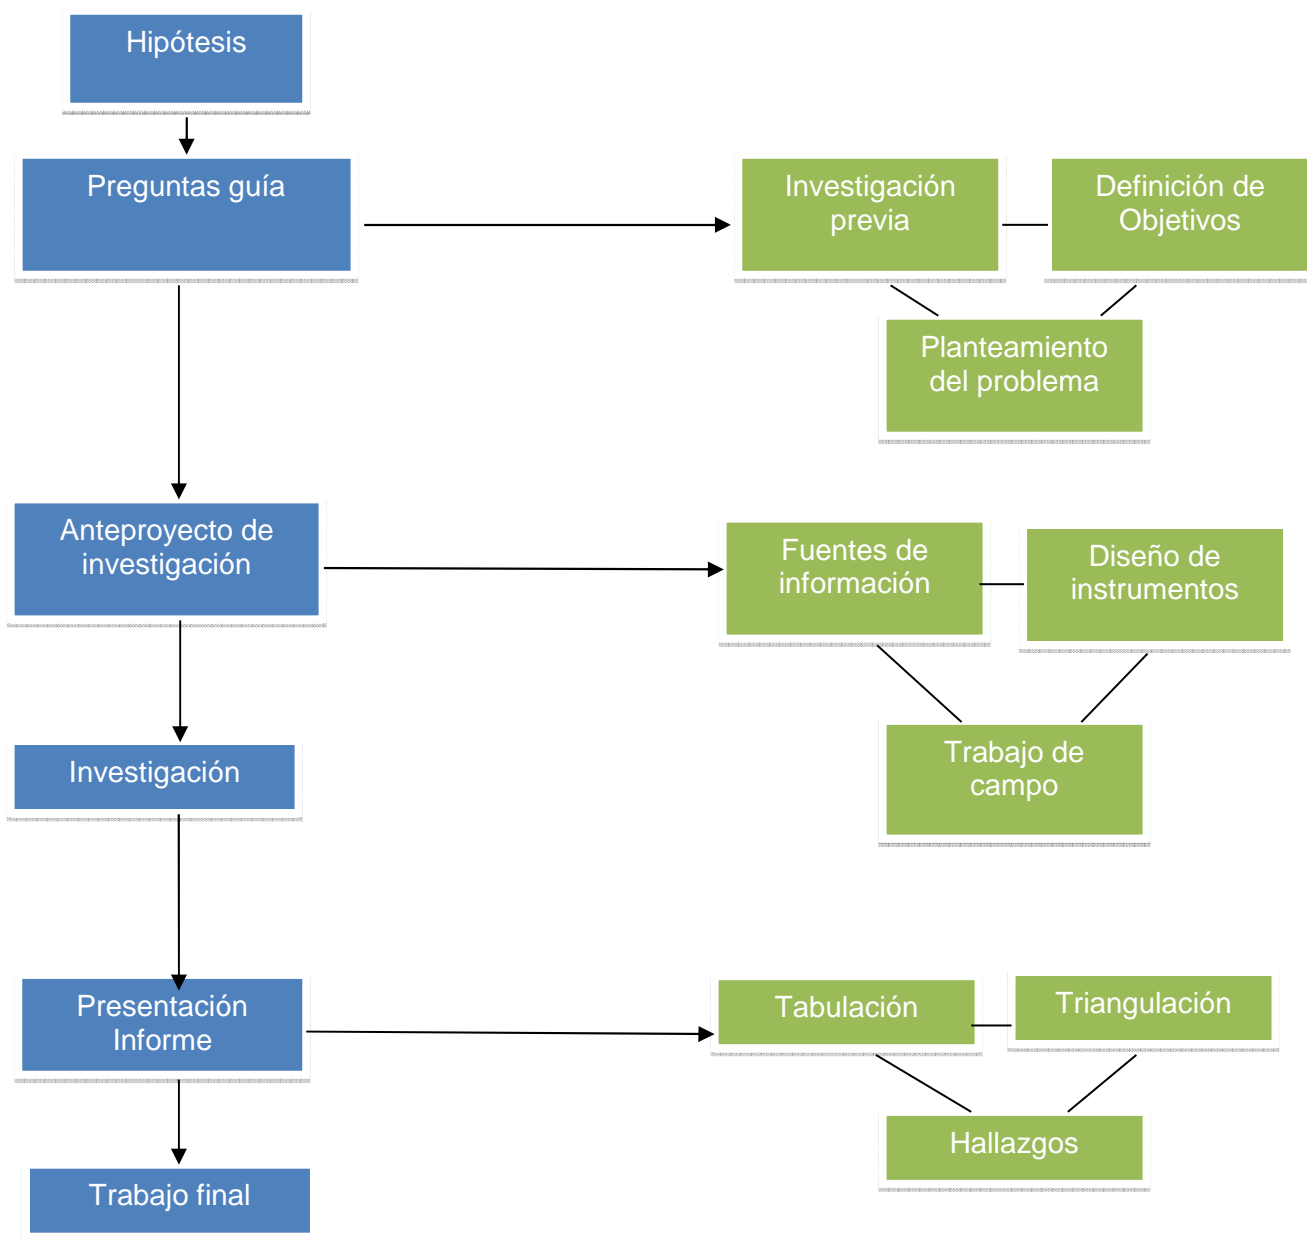 Hipótesis
Preguntas guía
Investigación
previa
Definición de
Objetivos
Planteamiento
del problema
Anteproyecto de
investigación
Fuentes de
información
Diseño de
instrumentos
Trabajo de
campo
Investigación
Presentación
Informe
Tabulación
Triangulación
Hallazgos
Trabajo final